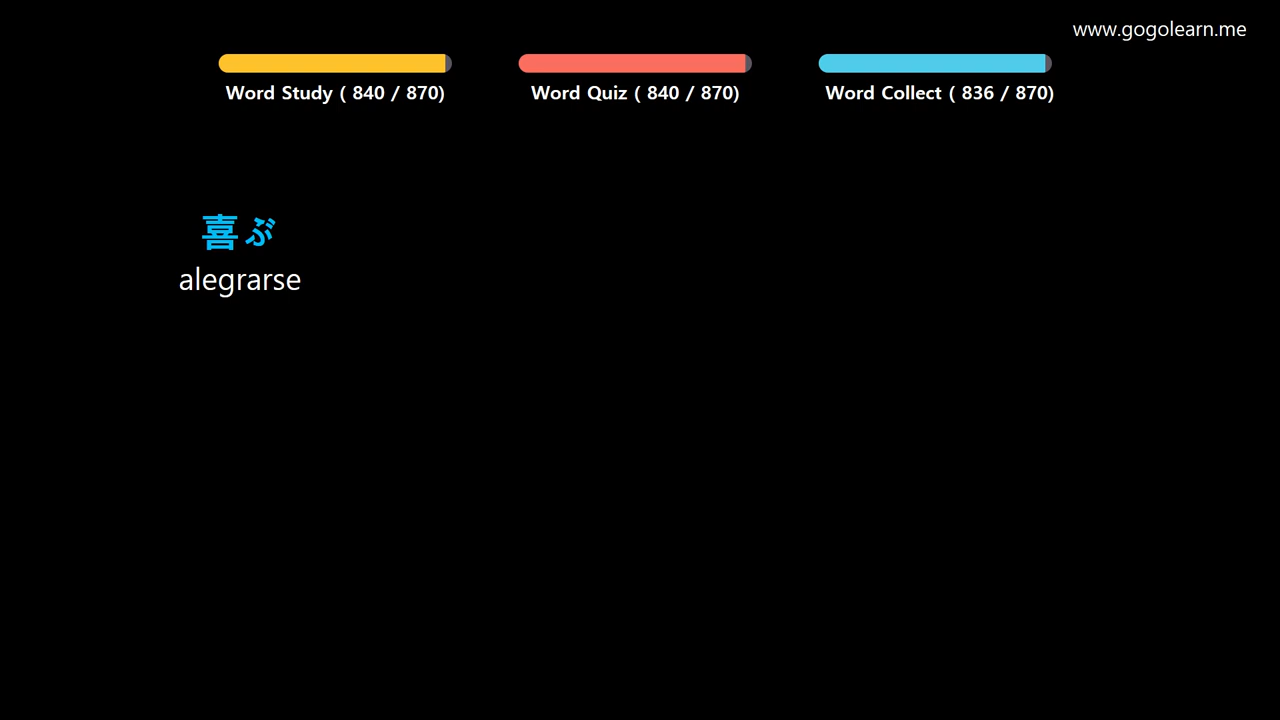 www.gogolearn.me
Word Study ( 840 / 870)
Word Quiz ( 840 / 870)
Word Collect ( 836 / 870)
喜ぶ
alegrarse